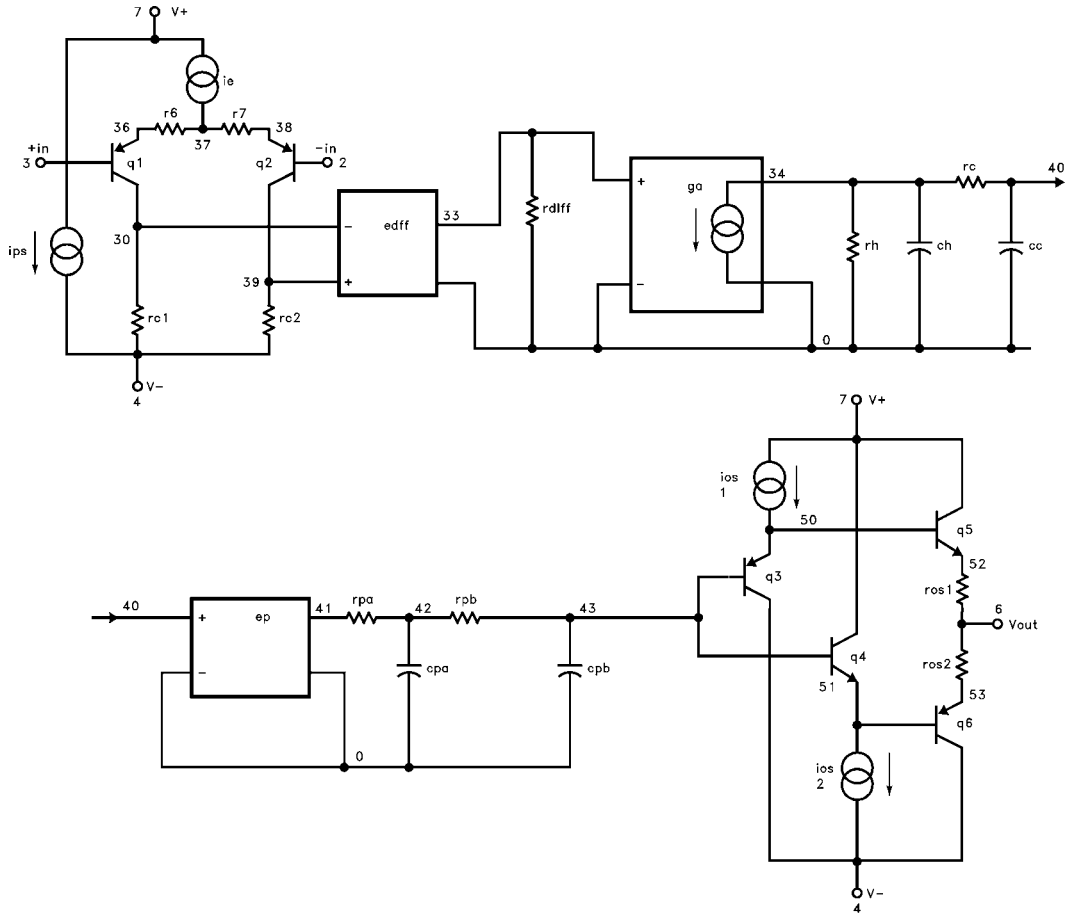 7 V+
ie
r6 r7
36 38
37
+in -in
3 q1 q2 2
30
ips
39
rc1 rc2
V-
4
- edff 33
+
rdiff
+ ga 34
-
rc 40
rh ch cc
0
7 V+
ios
1
50
q5
q3 52
ros1
40 41 rpa 42 rpb 43 6
+ ep Vout
-
cpa cpb q4 ros2
51 53
q6
0
ios
2
V-
4